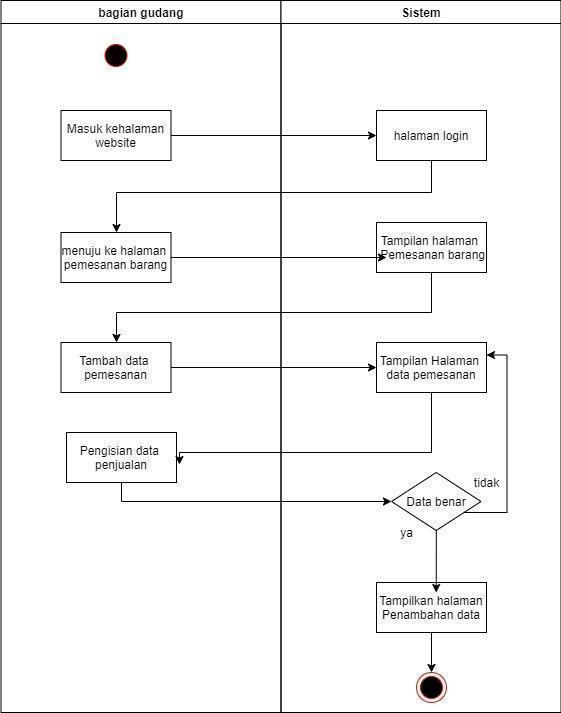 bagian gudang
Sistem
Masuk kehalaman
website
halaman login
menuju ke halaman
pemesanan barang
Tampilan halaman
Pemesanan barang
Tambah data
pemesanan
Tampilan Halaman
data pemesanan
Pengisian data
penjualan
Data benar
tidak
ya
Tampilkan halaman
Penambahan data